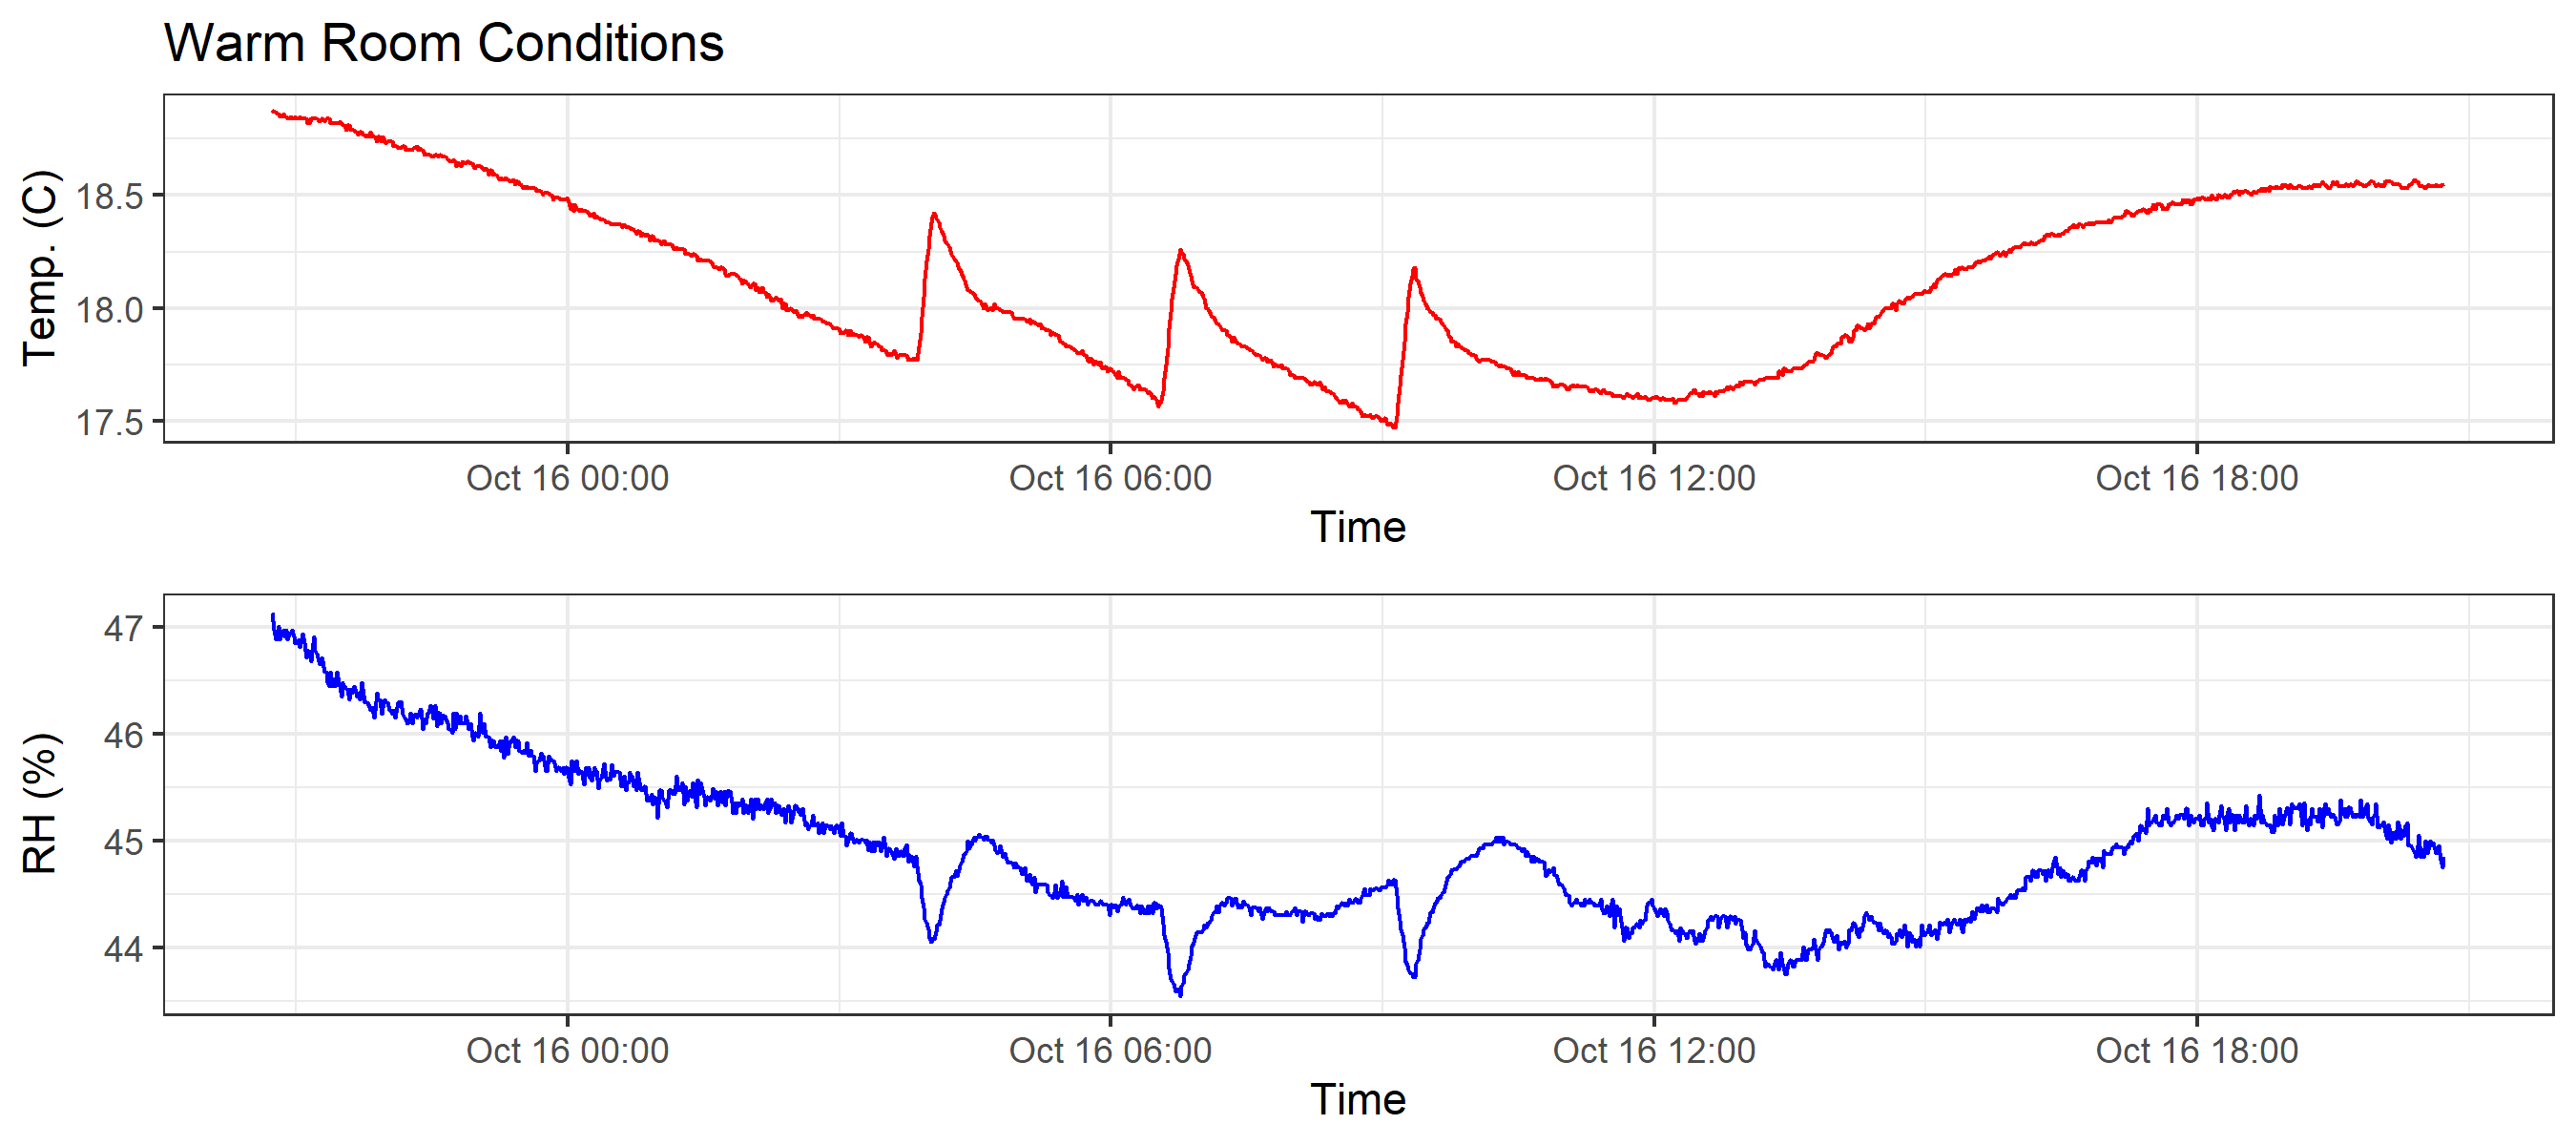 Warm Room Conditions
Temp. (C)
18.5
18.0
17.5
Oct 16 00:00 Oct 16 06:00 Oct 16 12:00 Oct 16 18:00
Time
RH (%)
47
46
45
44
Oct 16 00:00 Oct 16 06:00 Oct 16 12:00 Oct 16 18:00
Time